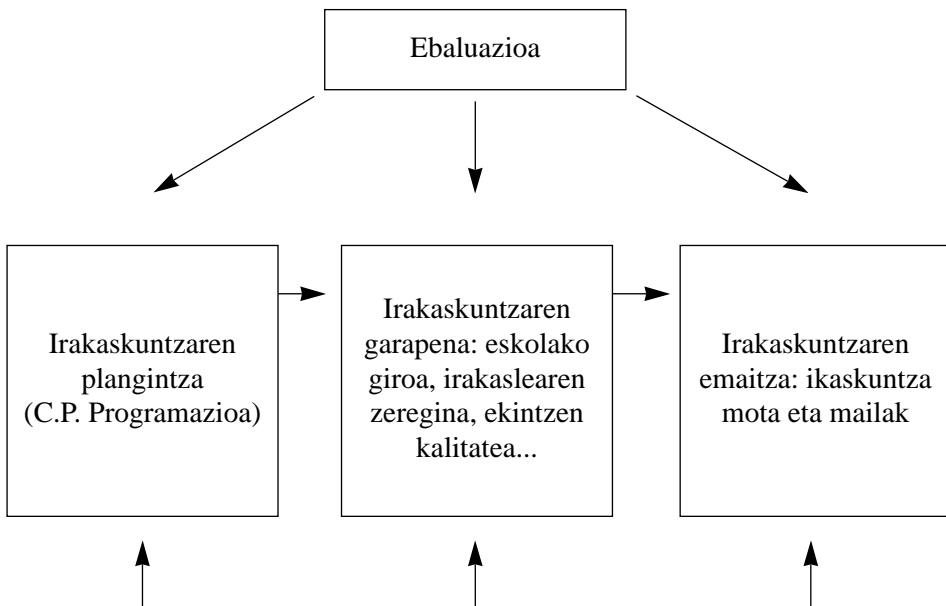 Ebaluazioa
Irakaskuntzaren
plangintza
(C.P. Programazioa)
Irakaskuntzaren
garapena: eskolako
giroa, irakaslearen
zeregina, ekintzen
kalitatea...
Irakaskuntzaren
emaitza: ikaskuntza
mota eta mailak